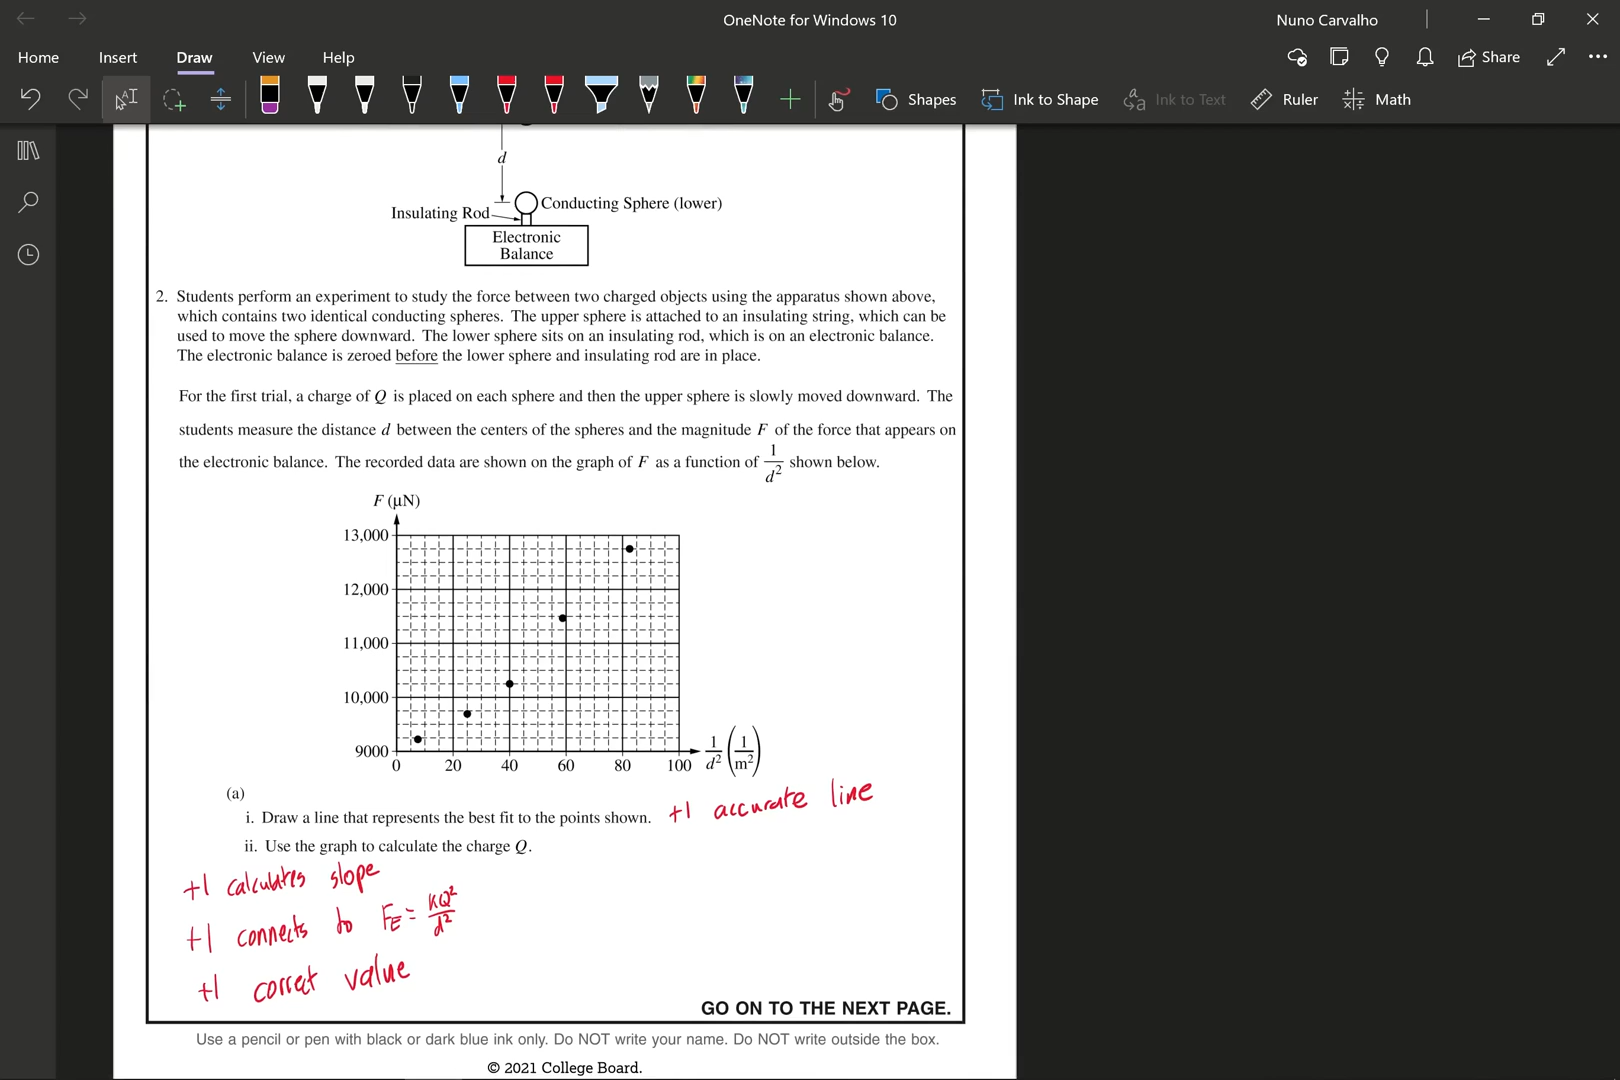 OneNote for Windows 10
Nuno Carvalho
Home Insert Draw View Help
Share
Shapes Ink to Shape Ink to Text Ruler Math
d
Conducting Sphere (lower)
Insulating Rod
Electronic
Balance
2. Students perform an experiment to study the force between two charged objects using the apparatus shown above,
which contains two identical conducting spheres. The upper sphere is attached to an insulating string, which can be
used to move the sphere downward. The lower sphere sits on an insulating rod, which is on an electronic balance.
The electronic balance is zeroed before the lower sphere and insulating rod are in place.
For the first trial, a charge of Q is placed on each sphere and then the upper sphere is slowly moved downward. The
students measure the distance d between the centers of the spheres and the magnitude F of the force that appears on
the electronic balance. The recorded data are shown on the graph of F as a function of 1/d² shown below.
F (μN)
13,000
12,000
11,000
10,000
9000
0 20 40 60 80 100 1/d² (1/m²)
(a)
i. Draw a line that represents the best fit to the points shown. +1 accurate line
ii. Use the graph to calculate the charge Q.
+1 calculates slope
+1 connects to F_E = KQ²/d²
+1 correct value
GO ON TO THE NEXT PAGE.
Use a pencil or pen with black or dark blue ink only. Do NOT write your name. Do NOT write outside the box.
© 2021 College Board.